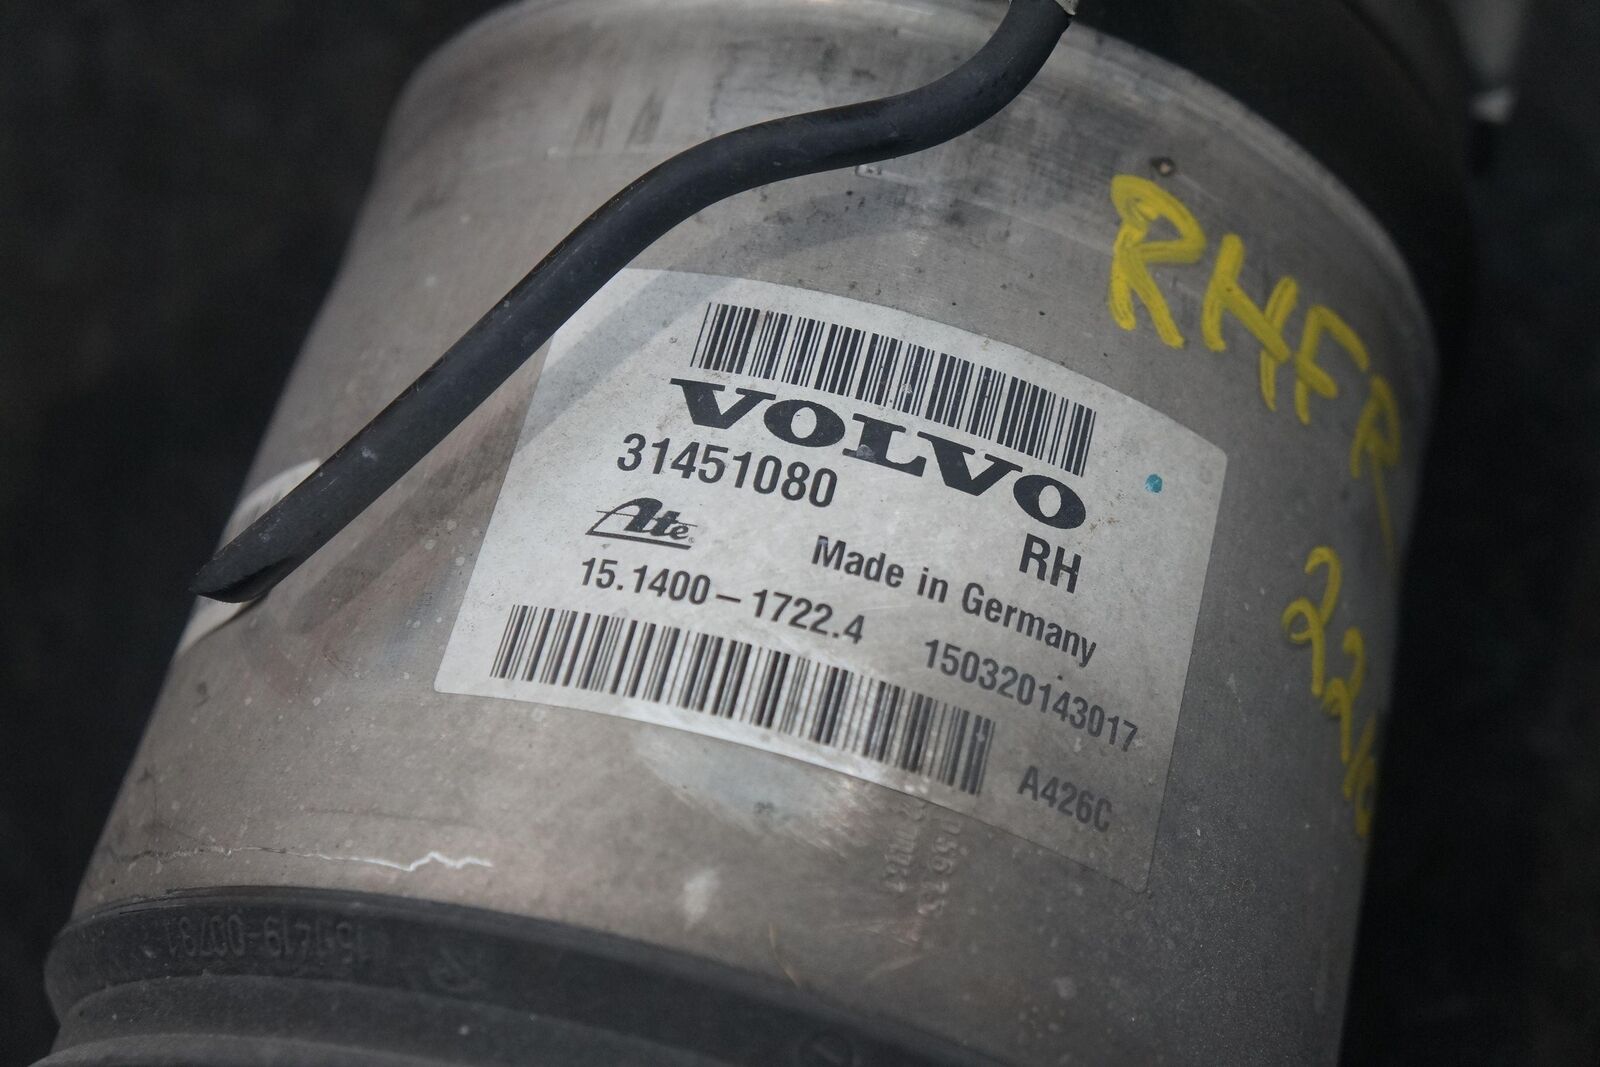 VOLVO
31451080
RH
Ate
Made in Germany
15.1400-1722.4
150320143017
A426C
RHFR